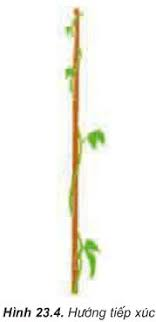 Hình 23.4. Hướng tiếp xúc